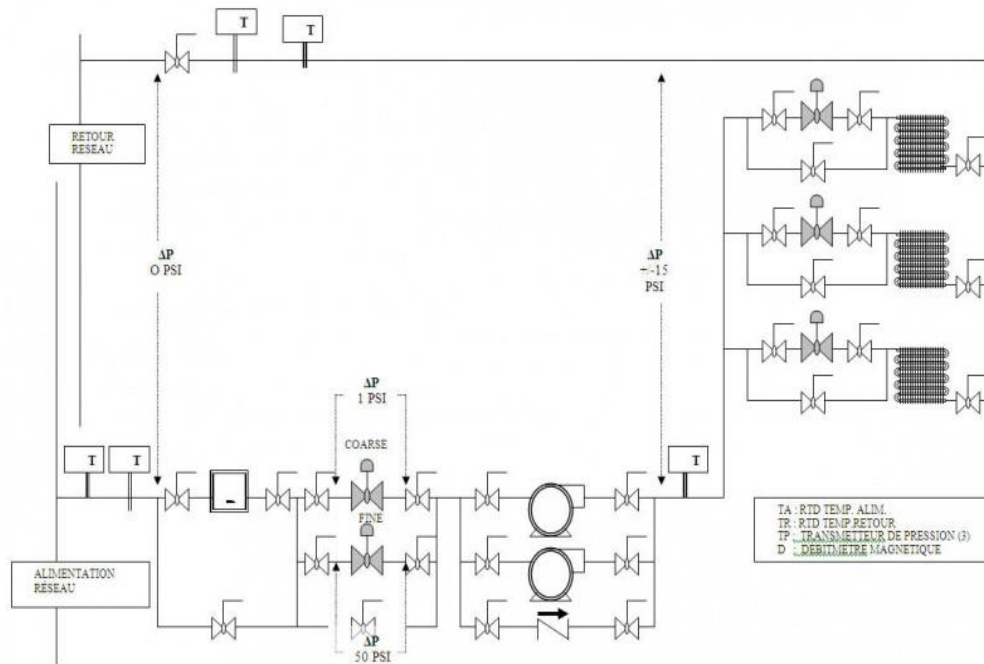 T
T
RETOUR
RESEAU
ΔP
O PSI
ΔP
+/-15
PSI
ΔP
1 PSI
COARSE
T
T
T
FINE
TA : RTD TEMP. ALIM.
TR : RTD TEMP.RETOUR
TP : TRANSMETTEUR DE PRESSION (3)
D : DEBITMETRE MAGNETIQUE
ALIMENTATION
RÉSEAU
ΔP
50 PSI